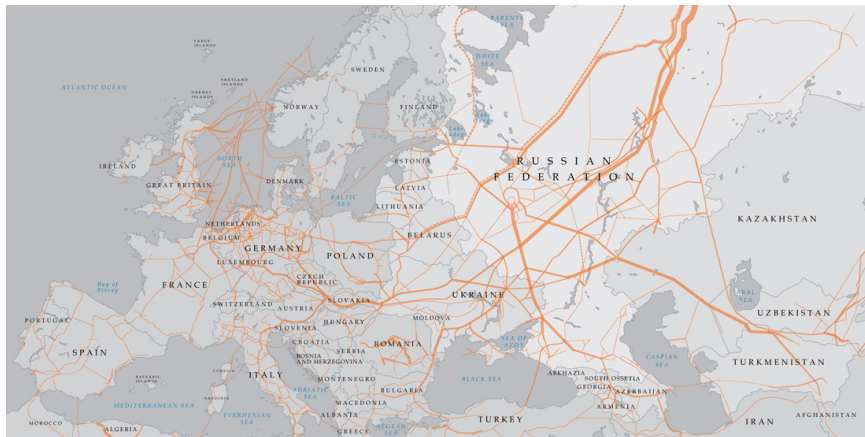 BARENTS
SEA
FAROE
ISLANDS
WHITE
SEA
SWEDEN
ATLANTIC OCEAN
SHETLAND
ISLANDS
ORKNEY
ISLANDS
NORWAY
FINLAND
Lake
Onega
Lake
Ladoga
NORTH
SEA
IRELAND
ESTONIA
RUSSIAN
FEDERATION
GREAT BRITAIN
DENMARK
LATVIA
BALTIC
SEA
LITHUANIA
KAZAKHSTAN
NETHERLANDS
BELGIUM
BELARUS
GERMANY
POLAND
LUXEMBOURG
CZECH
REPUBLIC
Bay of
Biscay
FRANCE
ARAL
SEA
UKRAINE
SLOVAKIA
SWITZERLAND
AUSTRIA
UZBEKISTAN
PORTUGAL
HUNGARY
MOLDOVA
SLOVENIA
CROATIA
ROMANIA
SEA OF
AZOV
SPAIN
SERBIA
BOSNIA
AND HERZEGOVINA
CASPIAN
SEA
TURKMENISTAN
CORSICA
ITALY
ABKHAZIA
BALEARIC
ISLANDS
MONTENEGRO
BLACK SEA
SOUTH OSSETIA
GEORGIA
ADRIATIC
SEA
BULGARIA
AZERBAIJAN
SARDINIA
MEDITERRANEAN SEA
MACEDONIA
ARMENIA
TYRRHENIAN
SEA
ALBANIA
AFGHANISTAN
MOROCCO
TURKEY
IRAN
ALGERIA
GREECE
AEGEAN
SEA